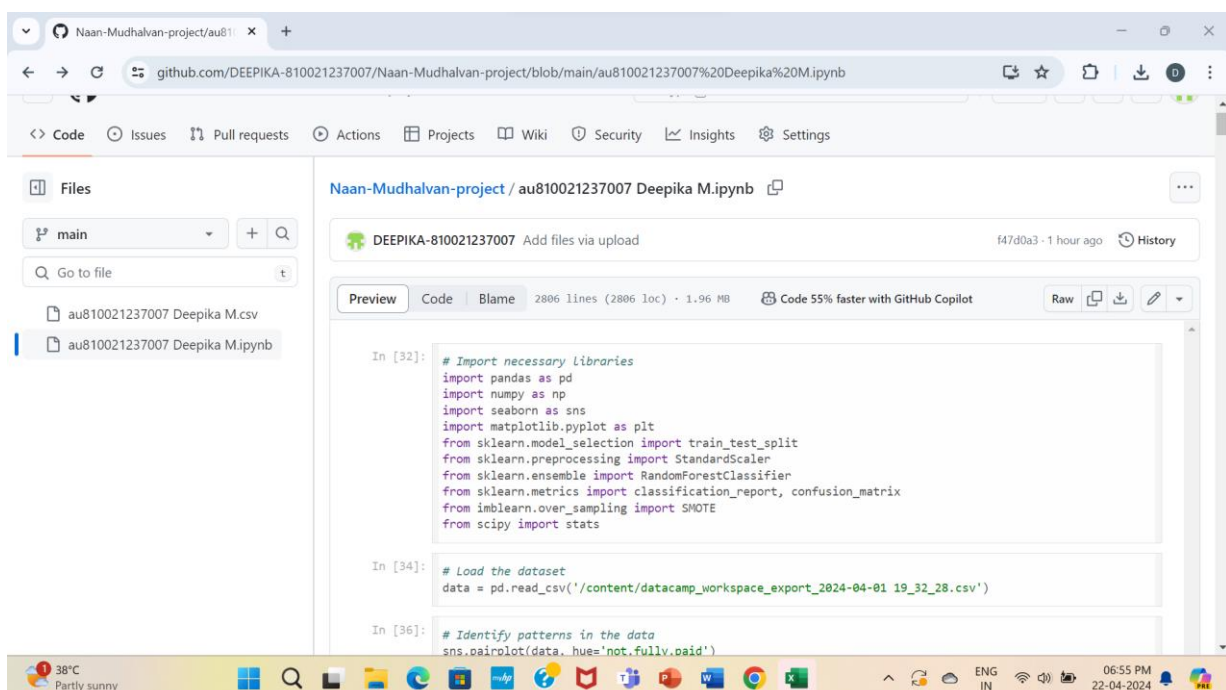 Naan-Mudhalvan-project/au81
github.com/DEEPIKA-810021237007/Naan-Mudhalvan-project/blob/main/au810021237007%20Deepika%20M.ipynb
D
<> Code Issues Pull requests Actions Projects Wiki Security Insights Settings
Files
Naan-Mudhalvan-project / au810021237007 Deepika M.ipynb
main
DEEPIKA-810021237007 Add files via upload f47d0a3 · 1 hour ago History
Go to file t
Preview Code Blame 2806 lines (2806 loc) · 1.96 MB Code 55% faster with GitHub Copilot Raw
au810021237007 Deepika M.csv
au810021237007 Deepika M.ipynb
In [32]:
# Import necessary libraries
import pandas as pd
import numpy as np
import seaborn as sns
import matplotlib.pyplot as plt
from sklearn.model_selection import train_test_split
from sklearn.preprocessing import StandardScaler
from sklearn.ensemble import RandomForestClassifier
from sklearn.metrics import classification_report, confusion_matrix
from imblearn.over_sampling import SMOTE
from scipy import stats
In [34]:
# Load the dataset
data = pd.read_csv('/content/datacamp_workspace_export_2024-04-01 19_32_28.csv')
In [36]:
# Identify patterns in the data
sns.pairplot(data, hue='not.fully.paid')
1
38°C
Partly sunny
myhp
ENG
IN
06:55 PM
22-04-2024
PRE